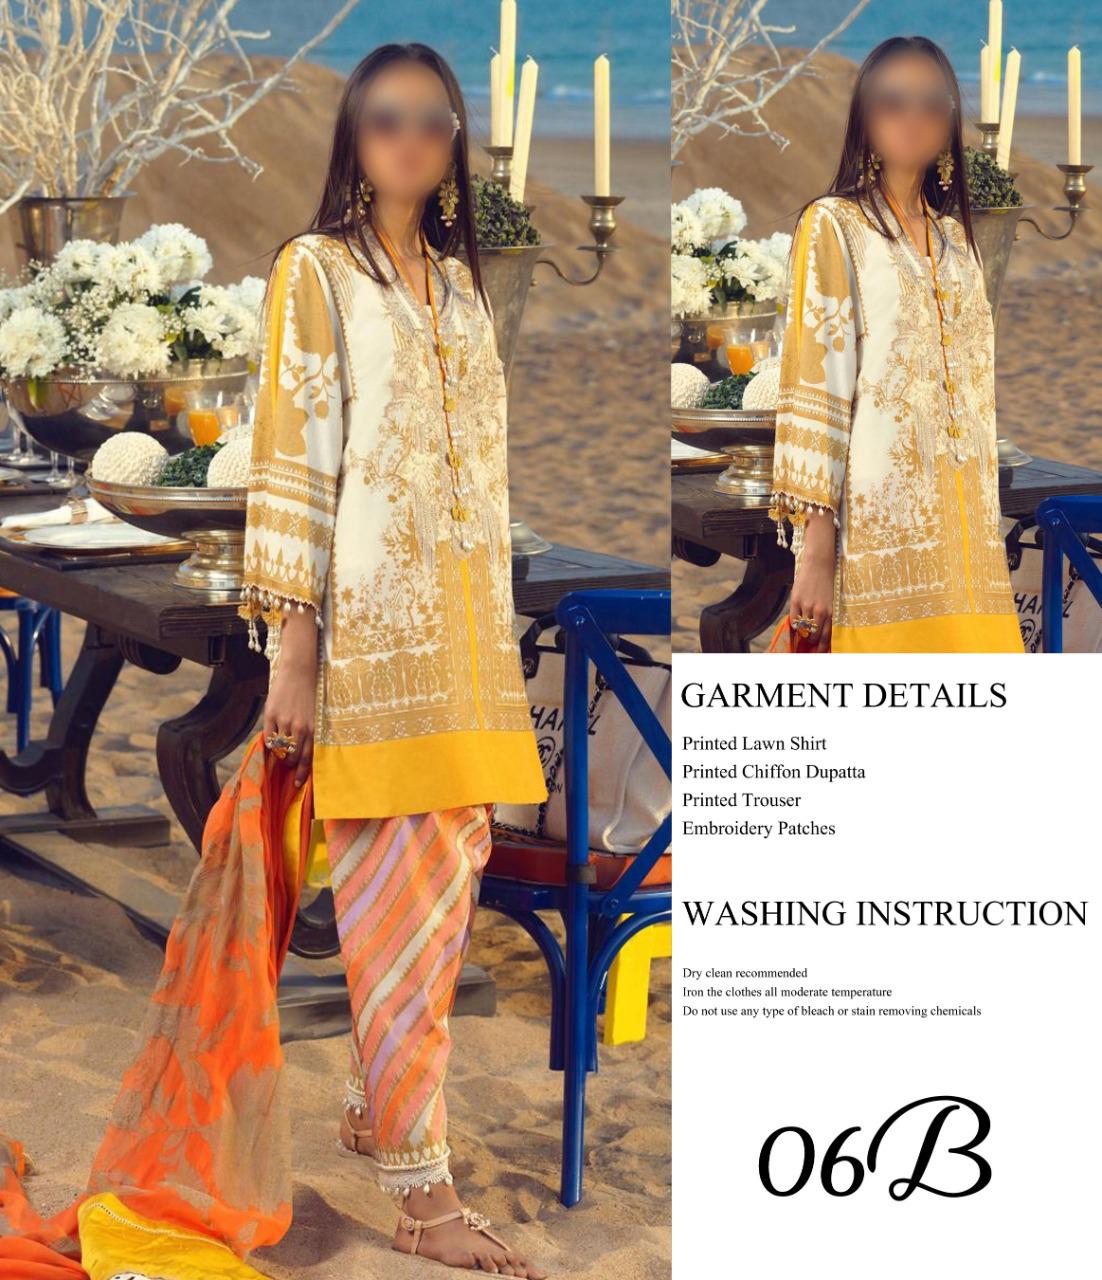 GARMENT DETAILS
Printed Lawn Shirt
Printed Chiffon Dupatta
Printed Trouser
Embroidery Patches
WASHING INSTRUCTION
Dry clean recommended
Iron the clothes all moderate temperature
Do not use any type of bleach or stain removing chemicals
06B